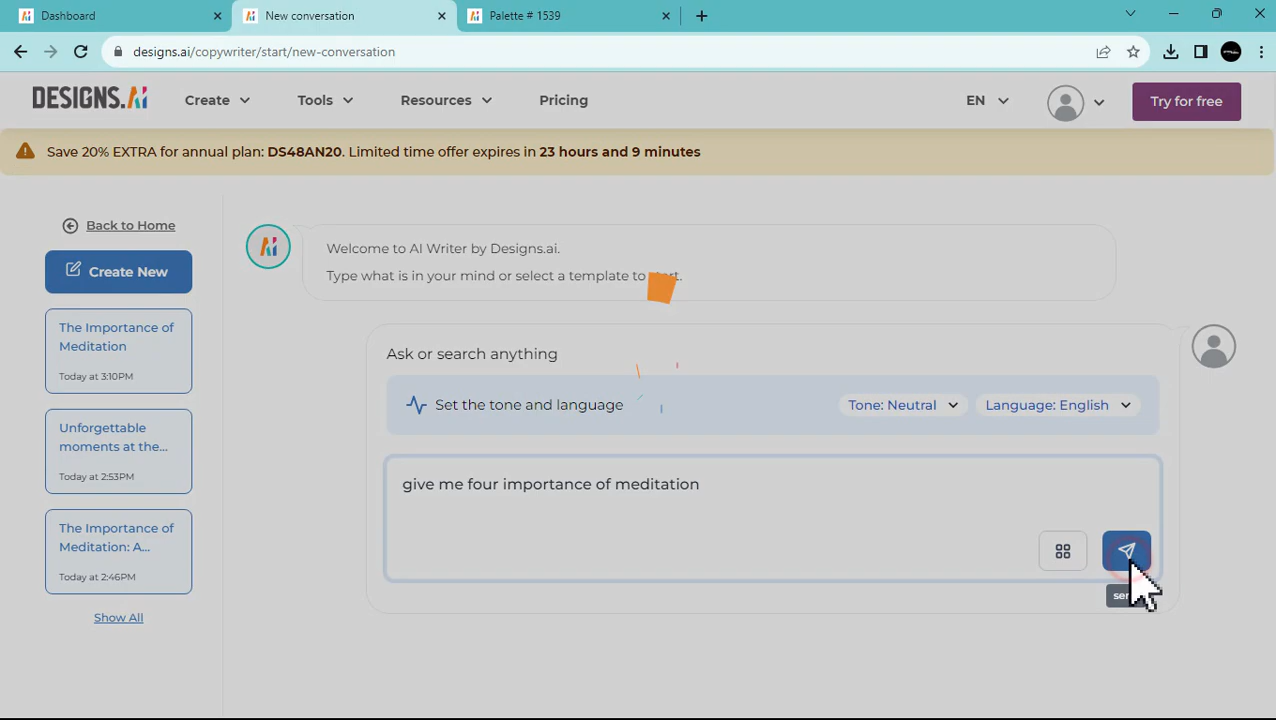 Dashboard
New conversation
Palette # 1539
designs.ai/copywriter/start/new-conversation
DESIGNS.AI
Create
Tools
Resources
Pricing
EN
Try for free
Save 20% EXTRA for annual plan: DS48AN20. Limited time offer expires in 23 hours and 9 minutes
Back to Home
Create New
The Importance of
Meditation
Today at 3:10PM
Unforgettable
moments at the...
Today at 2:53PM
The Importance of
Meditation: A...
Today at 2:46PM
Show All
Welcome to AI Writer by Designs.ai.
Type what is in your mind or select a template to start.
Ask or search anything
Set the tone and language
Tone: Neutral
Language: English
give me four importance of meditation